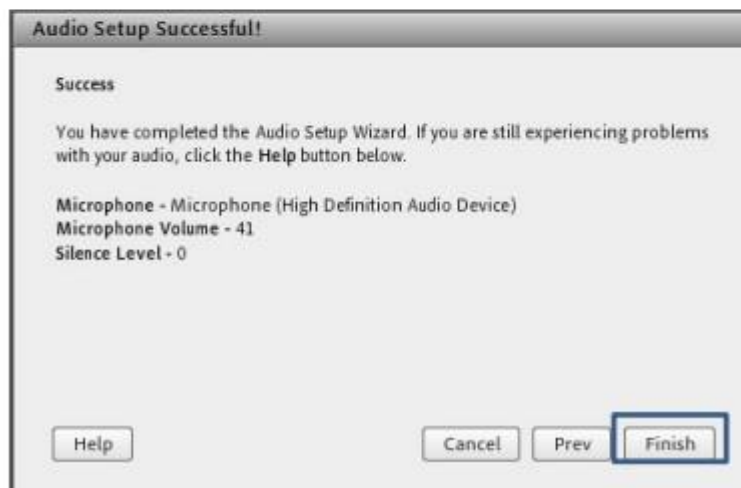 Audio Setup Successful!
Success
You have completed the Audio Setup Wizard. If you are still experiencing problems
with your audio, click the Help button below.
Microphone - Microphone (High Definition Audio Device)
Microphone Volume - 41
Silence Level - 0
Help Cancel Prev Finish